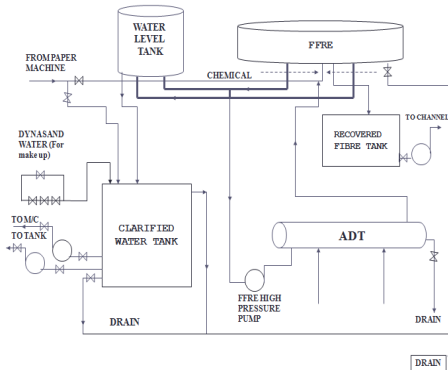 WATER
LEVEL
TANK
FFRE
FROM PAPER
MACHINE
CHEMICAL
TO CHANNEL
RECOVERED
FIBRE TANK
DYNASAND
WATER (For
make up)
TO M/C
TO TANK
CLARIFIED
WATER TANK
ADT
FFRE HIGH
PRESSURE
PUMP
DRAIN
DRAIN
DRAIN